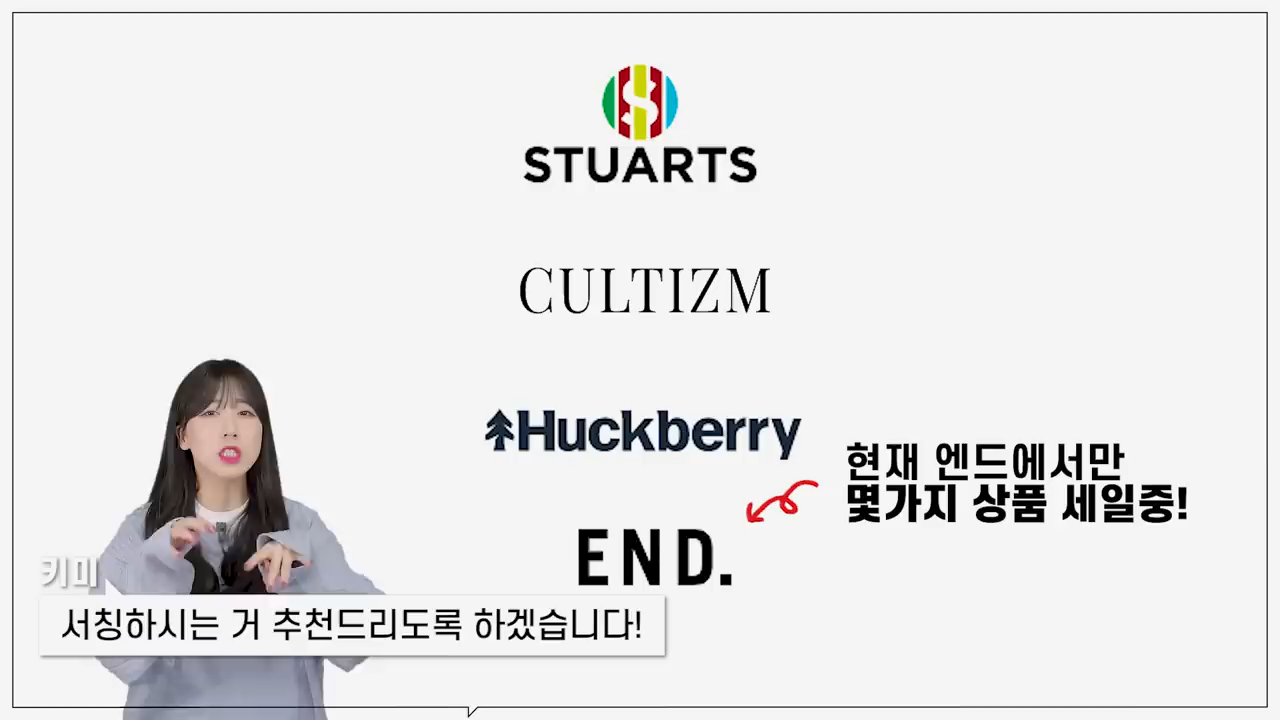 STUARTS
CULTIZM
Huckberry
현재 엔드에서만
몇가지 상품 세일중!
END.
키미
서칭하시는 거 추천드리도록 하겠습니다!